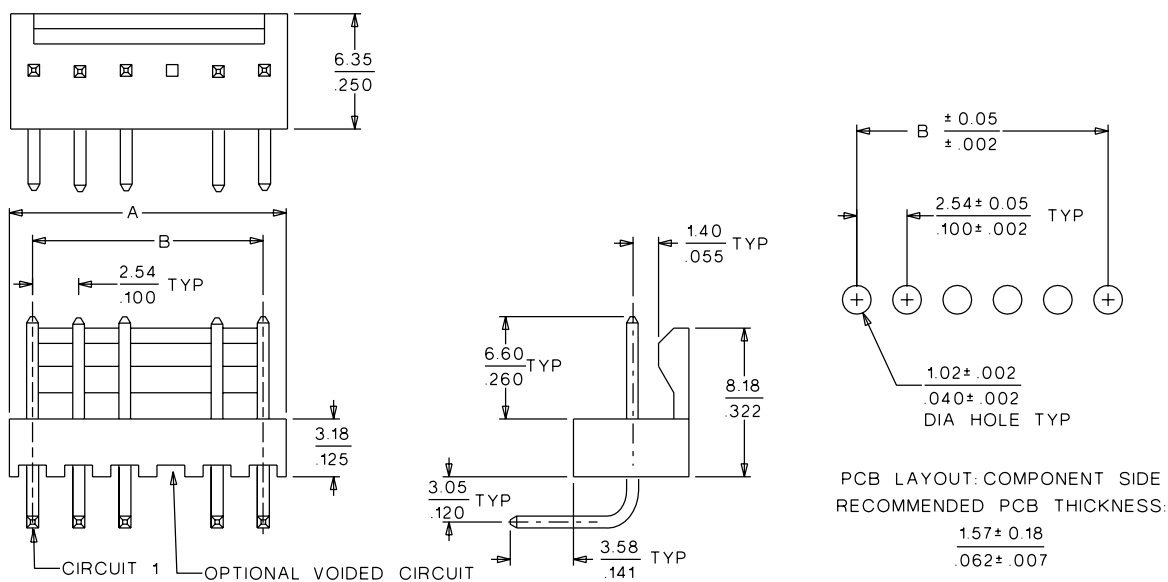 6.35
.250
A
B
2.54 TYP
.100
3.18
.125
CIRCUIT 1
OPTIONAL VOIDED CIRCUIT
1.40 TYP
.055
6.60 TYP
.260
8.18
.322
3.05 TYP
.120
3.58 TYP
.141
B ± 0.05
± .002
2.54± 0.05 TYP
.100± .002
1.02± .002
.040± .002
DIA HOLE TYP
PCB LAYOUT: COMPONENT SIDE
RECOMMENDED PCB THICKNESS:
1.57± 0.18
.062± .007